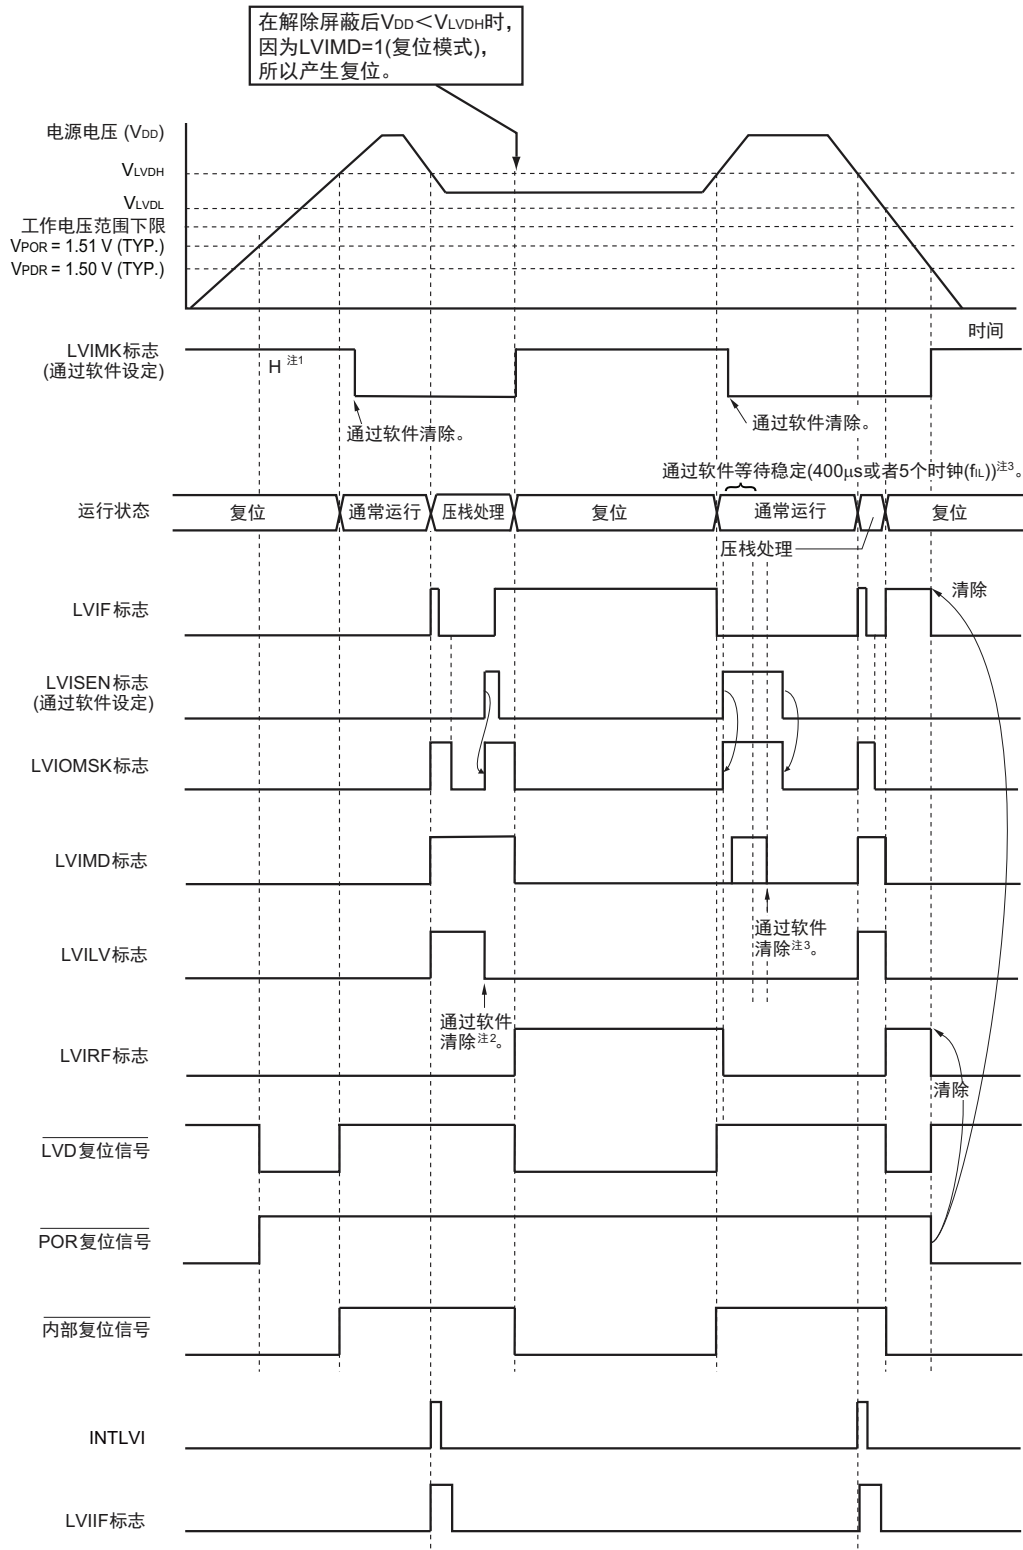 在解除屏蔽后VDD＜VLVDH时，
因为LVIMD=1(复位模式)，
所以产生复位。
电源电压 (VDD)
VLVDH
VLVDL
工作电压范围下限
VPOR = 1.51 V (TYP.)
VPDR = 1.50 V (TYP.)
时间
LVIMK标志
(通过软件设定)
H 注1
通过软件清除。
通过软件清除。
通过软件等待稳定(400μs或者5个时钟(fIL))注3。
运行状态
复位
通常运行
压栈处理
复位
通常运行
复位
压栈处理
LVIF标志
清除
LVISEN标志
(通过软件设定)
LVIOMSK标志
LVIMD标志
通过软件
清除注3。
LVILV标志
通过软件
清除注2。
LVIRF标志
清除
LVD复位信号
POR复位信号
内部复位信号
INTLVI
LVIIF标志